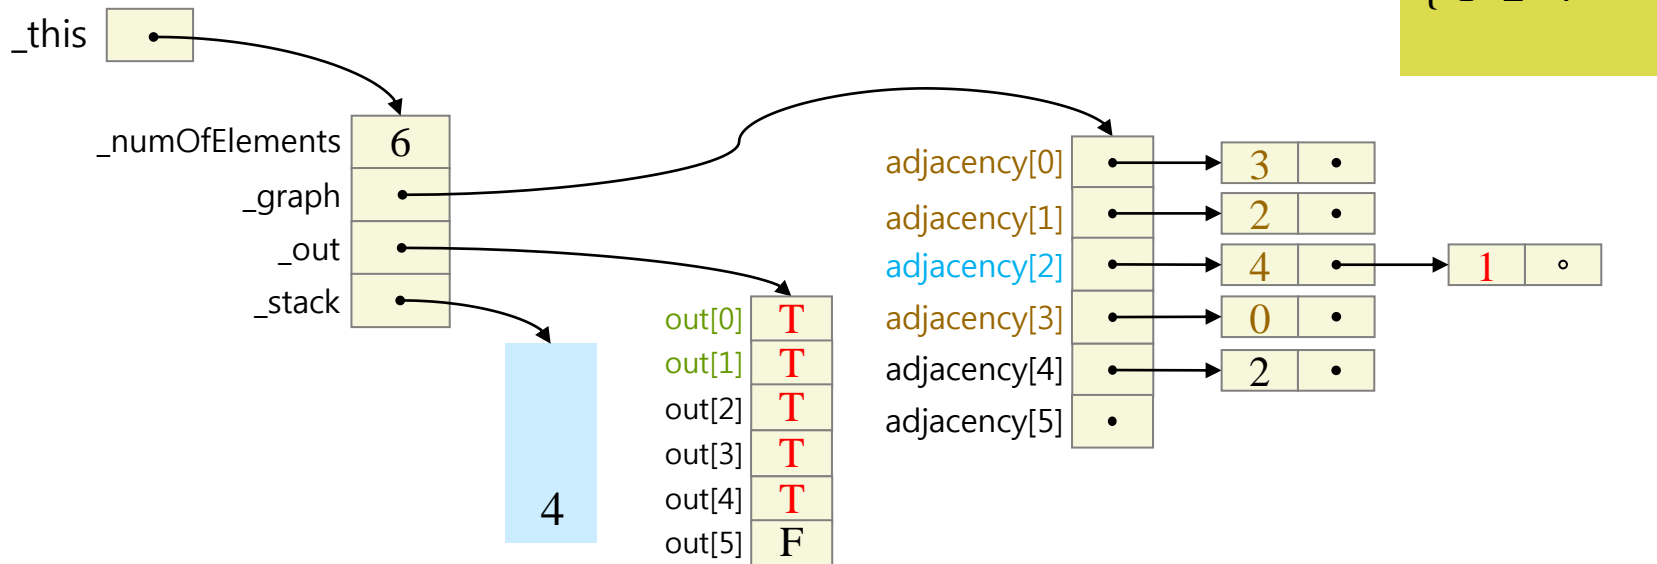 _this
_numOfElements 6
_graph
_out
_stack
4
out[0] T
out[1] T
out[2] T
out[3] T
out[4] T
out[5] F
adjacency[0] 3
adjacency[1] 2
adjacency[2] 4 1
adjacency[3] 0
adjacency[4] 2
adjacency[5]